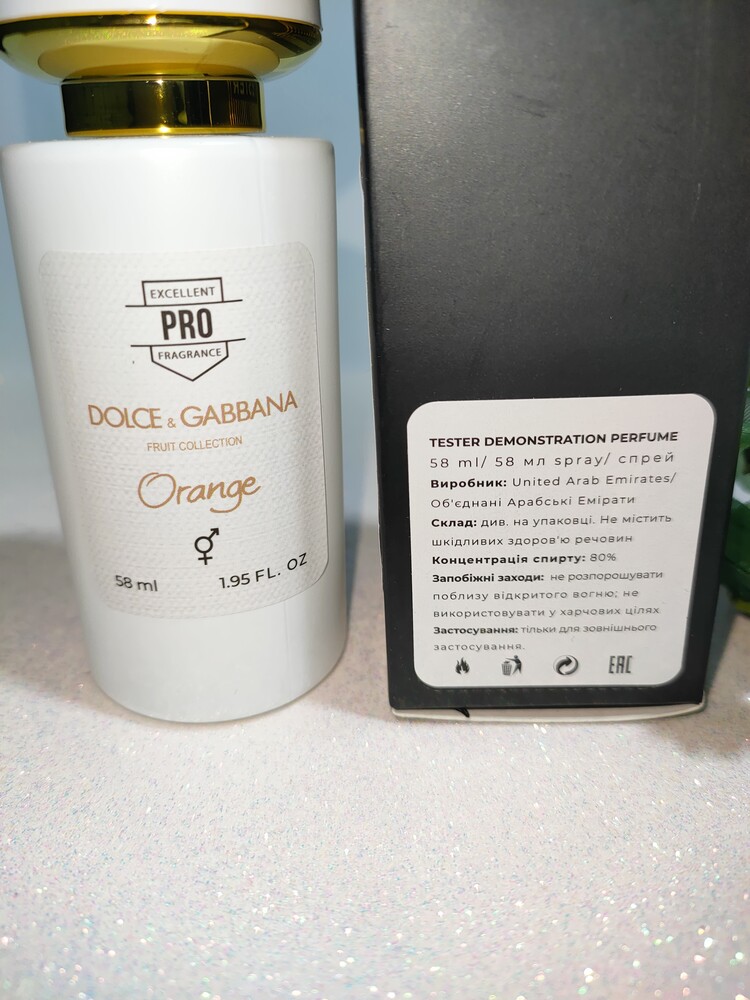 EXCELLENT
PRO
FRAGRANCE
DOLCE & GABBANA
FRUIT COLLECTION
Orange
58 ml
1.95 FL. OZ
TESTER DEMONSTRATION PERFUME
58 ml/ 58 мл spray/ спрей
Виробник: United Arab Emirates/
Об'єднані Арабські Емірати
Склад: див. на упаковці. Не містить
шкідливих здоров'ю речовин
Концентрація спирту: 80%
Запобіжні заходи: не розпорошувати
поблизу відкритого вогню; не
використовувати у харчових цілях
Застосування: тільки для зовнішнього
застосування.
EAC